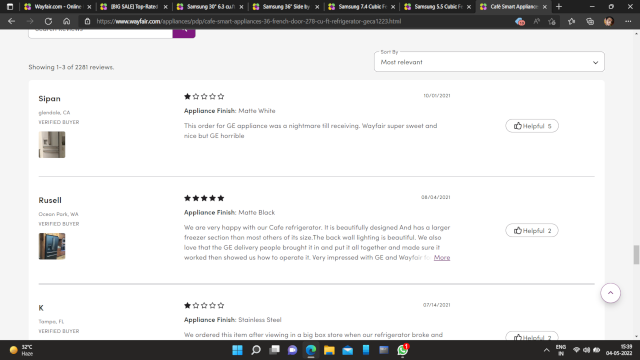 Wayfair.com - Online
[BIG SALE] Top-Rated
Samsung 30" 6.3 cu.f
Samsung 36" Side by
Samsung 7.4 Cubic F
Samsung 5.5 Cubic F
Café Smart Appliance
https://www.wayfair.com/appliances/pdp/cafe-smart-appliances-36-french-door-278-cu-ft-refrigerator-geca1223.html
Search Reviews
Showing 1-3 of 2281 reviews.
Sort By
Most relevant
Sipan
glendale, CA
VERIFIED BUYER
10/01/2021
Appliance Finish: Matte White
This order for GE appliance was a nightmare till receiving. Wayfair super sweet and
nice but GE horrible
Helpful 5
Rusell
Ocean Park, WA
VERIFIED BUYER
08/04/2021
Appliance Finish: Matte Black
We are very happy with our Cafe refrigerator. It is beautifully designed And has a larger
freezer section than most others of its size.The back wall lighting is beautiful. We also
love that the GE delivery people brought it in and put it all together and made sure it
worked then showed us how to operate it. Very impressed with GE and Wayfair More
Helpful 2
K
Tampa, FL
VERIFIED BUYER
07/14/2021
Appliance Finish: Stainless Steel
We ordered this item after viewing in a big box store when our refrigerator broke and
Helpful 2
32°C
Haze
ENG
IN
15:38
04-05-2022